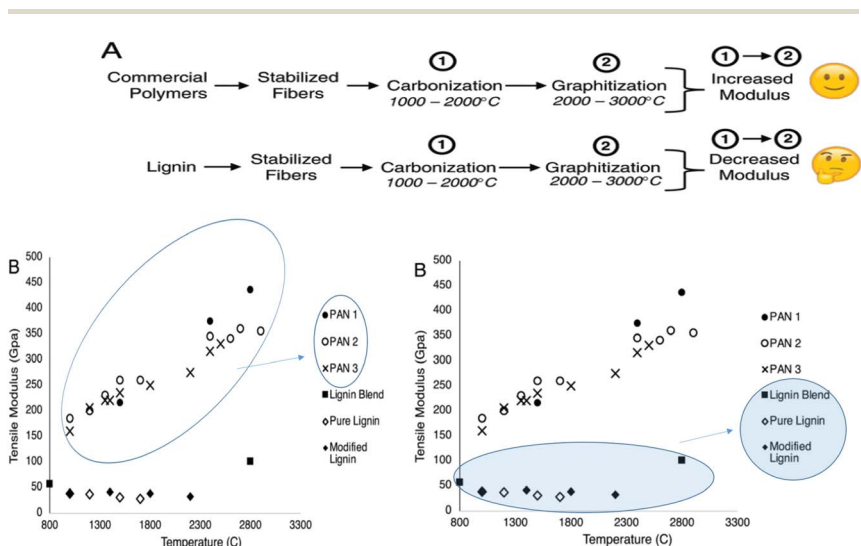 A
① ②
Commercial Polymers Stabilized Fibers Carbonization 1000 – 2000°C Graphitization 2000 – 3000°C ① ② Increased Modulus
① ②
Lignin Stabilized Fibers Carbonization 1000 – 2000°C Graphitization 2000 – 3000°C ① ② Decreased Modulus
B
Tensile Modulus (Gpa)
500
450
400
350
300
250
200
150
100
50
0
800 1300 1800 2300 2800 3300
Temperature (C)
PAN 1
PAN 2
PAN 3
Lignin Blend
Pure Lignin
Modified
Lignin
B
Tensile Modulus (Gpa)
500
450
400
350
300
250
200
150
100
50
0
800 1300 1800 2300 2800 3300
Temperature (C)
PAN 1
PAN 2
PAN 3
Lignin Blend
Pure Lignin
Modified
Lignin